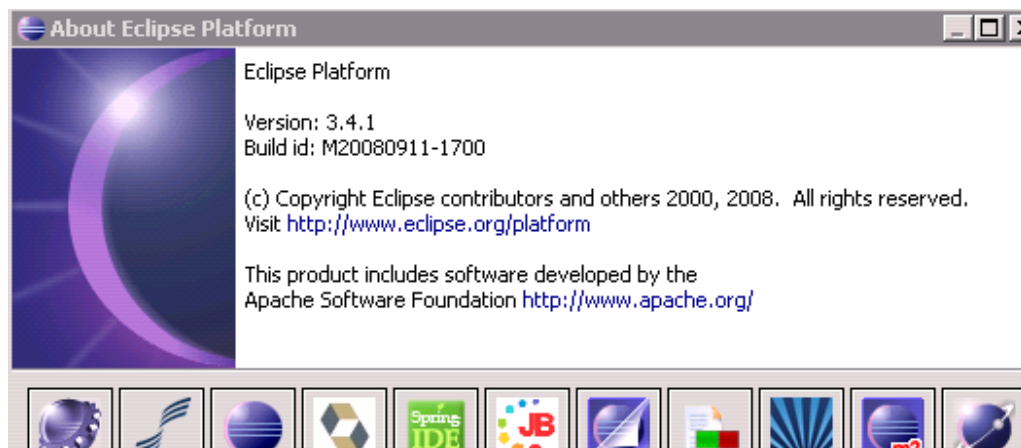 About Eclipse Platform
Eclipse Platform
Version: 3.4.1
Build id: M20080911-1700
(c) Copyright Eclipse contributors and others 2000, 2008.  All rights reserved.
Visit http://www.eclipse.org/platform
This product includes software developed by the
Apache Software Foundation http://www.apache.org/
Spring
IDE
JB
m2